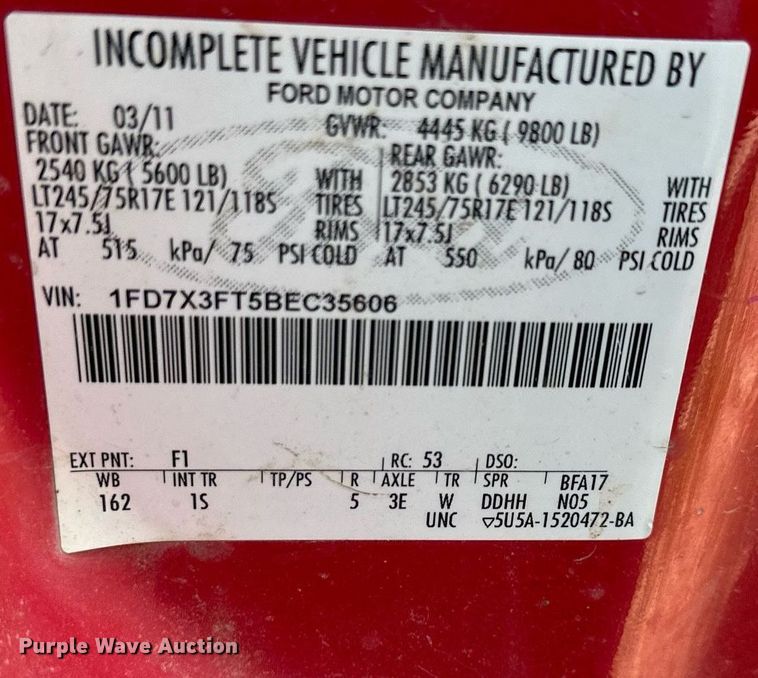 INCOMPLETE VEHICLE MANUFACTURED BY
FORD MOTOR COMPANY
DATE: 03/11 GVWR: 4445 KG ( 9800 LB)
FRONT GAWR: REAR GAWR:
2540 KG ( 5600 LB) WITH 2853 KG ( 6290 LB) WITH
LT245/75R17E 121/118S TIRES LT245/75R17E 121/118S TIRES
17x7.5J RIMS 17x7.5J RIMS
AT 515 kPa/ 75 PSI COLD AT 550 kPa/ 80 PSI COLD
VIN: 1FD7X3FT5BEC35606
EXT PNT: F1 RC: 53 DSO:
WB INT TR TP/PS R AXLE TR SPR BFA17
162 1S 5 3E W DDHH N05
UNC ▽5U5A-1520472-BA
Purple Wave Auction